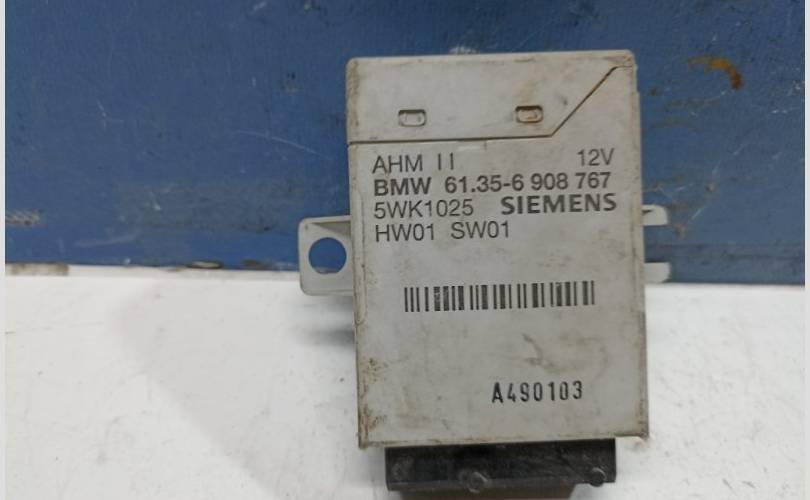 AHM II 12V
BMW 61.35-6 908 767
5WK1025 SIEMENS
HW01 SW01
A490103